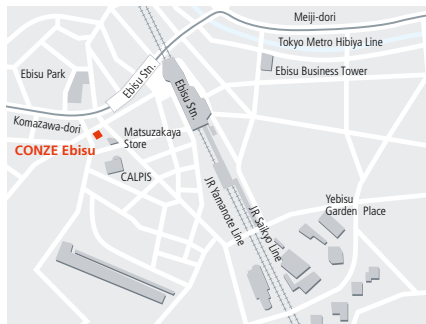 Meiji-dori
Tokyo Metro Hibiya Line
Ebisu Business Tower
Ebisu Park
Ebisu Stn.
Ebisu Stn.
Komazawa-dori
Matsuzakaya
Store
CONZE Ebisu
CALPIS
JR Yamanote Line
JR Saikyo Line
Yebisu
Garden Place